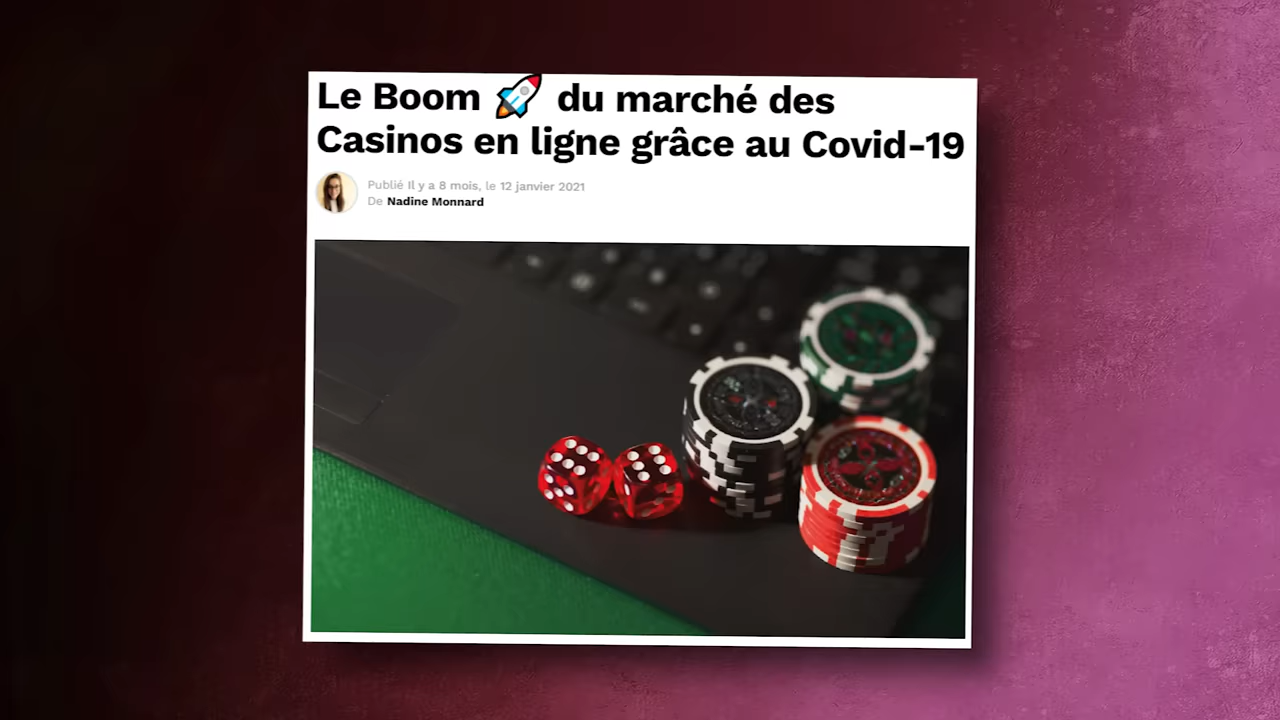 Le Boom 🚀 du marché des
Casinos en ligne grâce au Covid-19
Publié Il y a 8 mois, le 12 janvier 2021
De Nadine Monnard